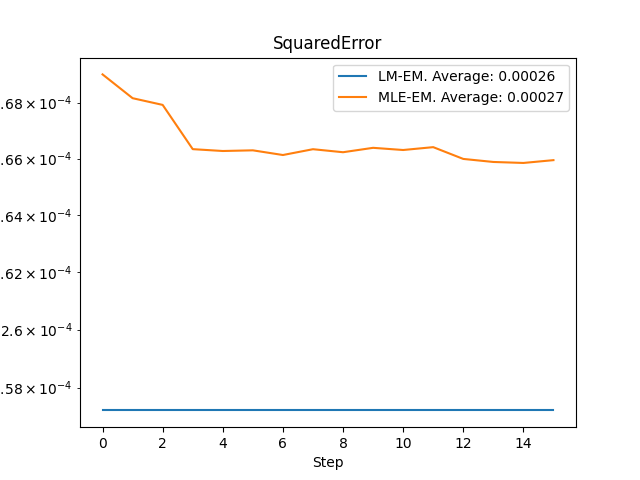 SquaredError
LM-EM. Average: 0.00026
MLE-EM. Average: 0.00027
.68 × 10⁻⁴
.66 × 10⁻⁴
.64 × 10⁻⁴
.62 × 10⁻⁴
2.6 × 10⁻⁴
.58 × 10⁻⁴
0 2 4 6 8 10 12 14
Step